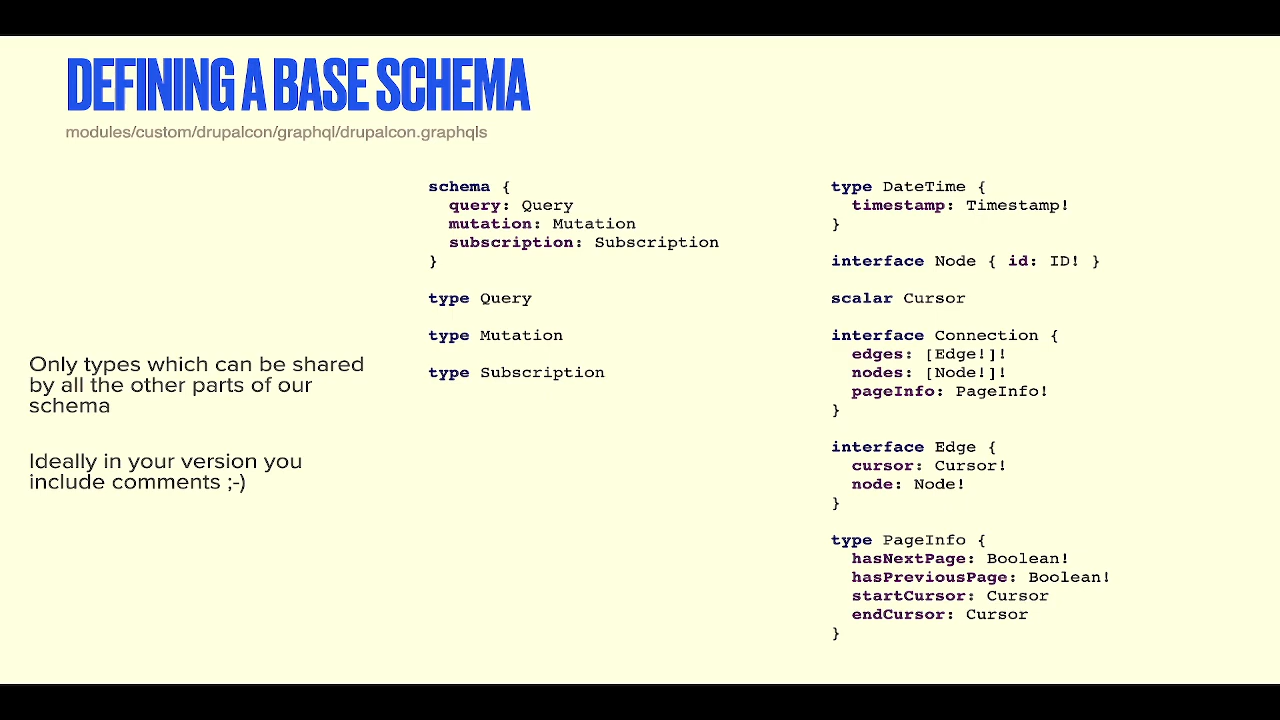 DEFINING A BASE SCHEMA
modules/custom/drupalcon/graphql/drupalcon.graphqls
Only types which can be shared
by all the other parts of our
schema
Ideally in your version you
include comments ;-)
schema {
  query: Query
  mutation: Mutation
  subscription: Subscription
}
type Query
type Mutation
type Subscription
type DateTime {
  timestamp: Timestamp!
}
interface Node { id: ID! }
scalar Cursor
interface Connection {
  edges: [Edge!]!
  nodes: [Node!]!
  pageInfo: PageInfo!
}
interface Edge {
  cursor: Cursor!
  node: Node!
}
type PageInfo {
  hasNextPage: Boolean!
  hasPreviousPage: Boolean!
  startCursor: Cursor
  endCursor: Cursor
}